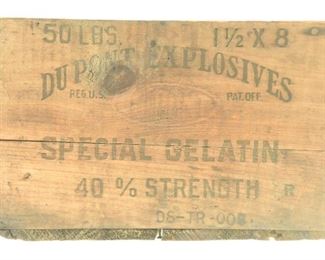 50 LBS. 1½ X 8
DU PONT EXPLOSIVES
REG. U.S. PAT. OFF.
SPECIAL GELATIN
40 % STRENGTH R